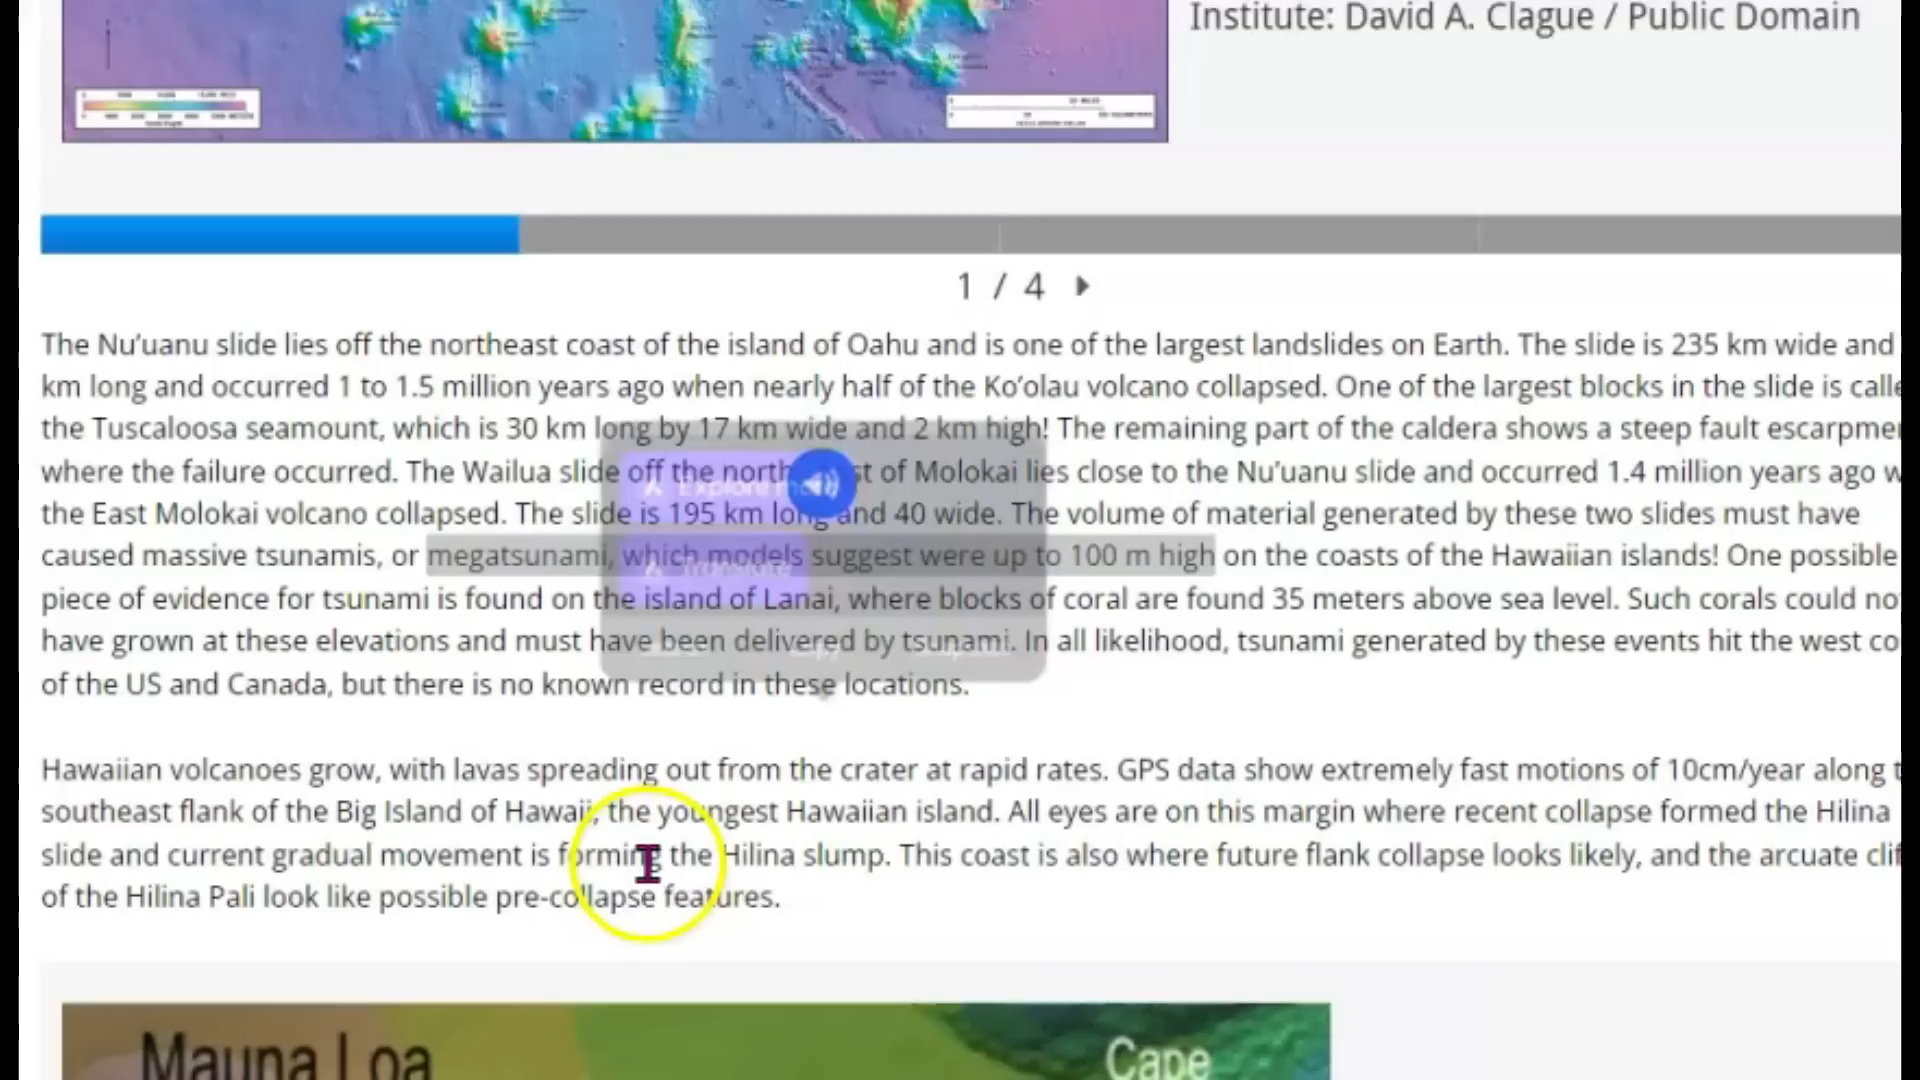 Institute: David A. Clague / Public Domain
1 / 4
The Nu’uanu slide lies off the northeast coast of the island of Oahu and is one of the largest landslides on Earth. The slide is 235 km wide and
km long and occurred 1 to 1.5 million years ago when nearly half of the Ko’olau volcano collapsed. One of the largest blocks in the slide is calle
the Tuscaloosa seamount, which is 30 km long by 17 km wide and 2 km high! The remaining part of the caldera shows a steep fault escarpme
where the failure occurred. The Wailua slide off the north st of Molokai lies close to the Nu’uanu slide and occurred 1.4 million years ago w
the East Molokai volcano collapsed. The slide is 195 km long and 40 wide. The volume of material generated by these two slides must have
caused massive tsunamis, or megatsunami, which models suggest were up to 100 m high on the coasts of the Hawaiian islands! One possible
piece of evidence for tsunami is found on the island of Lanai, where blocks of coral are found 35 meters above sea level. Such corals could no
have grown at these elevations and must have been delivered by tsunami. In all likelihood, tsunami generated by these events hit the west co
of the US and Canada, but there is no known record in these locations.
Hawaiian volcanoes grow, with lavas spreading out from the crater at rapid rates. GPS data show extremely fast motions of 10cm/year along t
southeast flank of the Big Island of Hawaii, the youngest Hawaiian island. All eyes are on this margin where recent collapse formed the Hilina
slide and current gradual movement is forming the Hilina slump. This coast is also where future flank collapse looks likely, and the arcuate clif
of the Hilina Pali look like possible pre-collapse features.
Mauna Loa
Cape